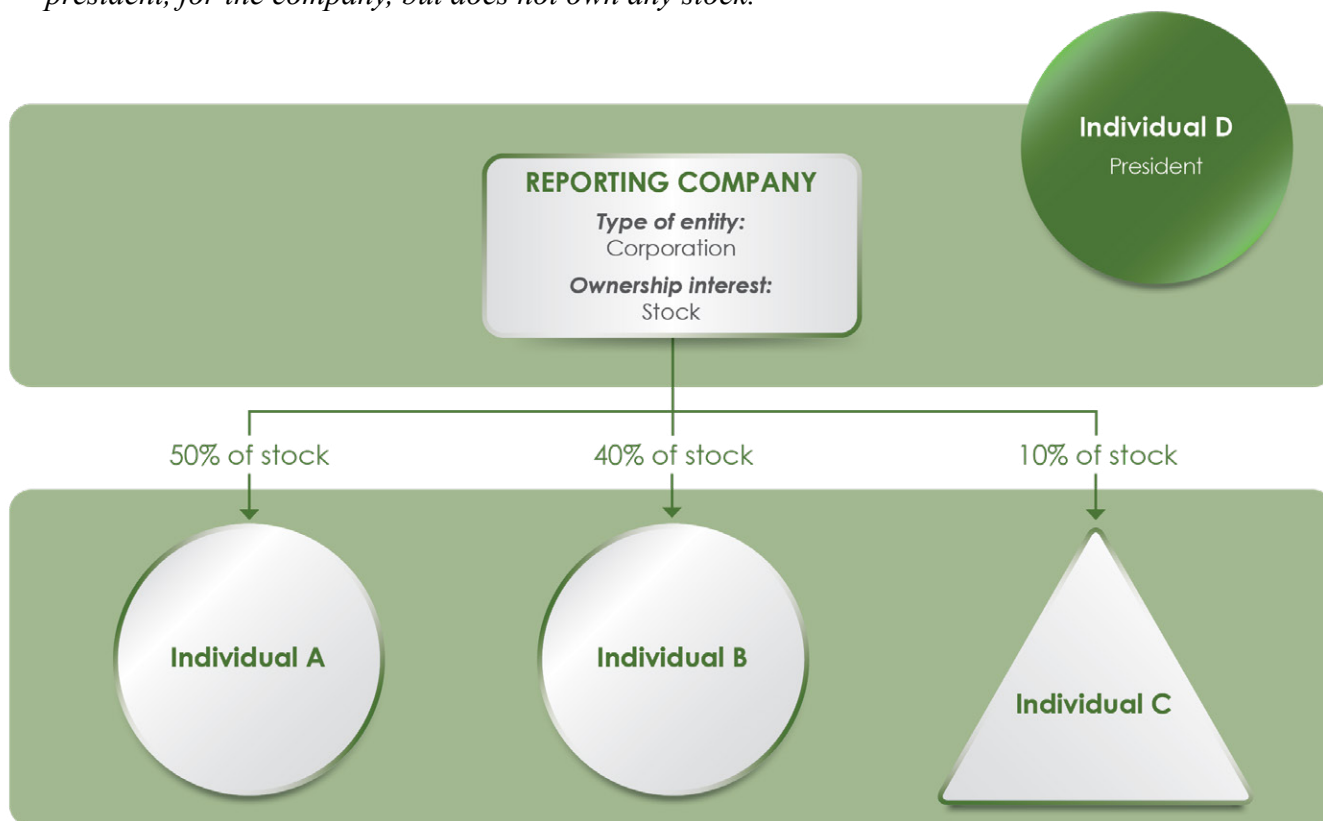 president, for the company, but does not own any stock.
Individual D
President
REPORTING COMPANY
Type of entity:
Corporation
Ownership interest:
Stock
50% of stock
40% of stock
10% of stock
Individual A
Individual B
Individual C